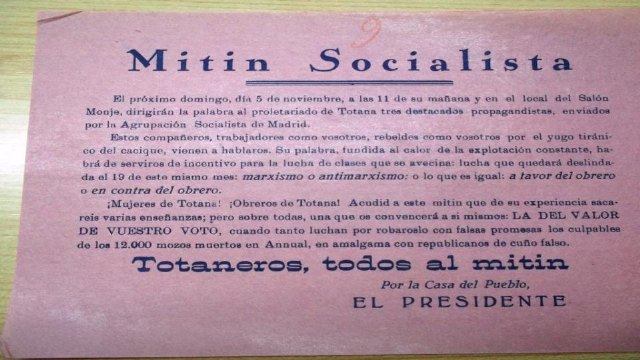 9
Mitin Socialista
El próximo domingo, día 5 de noviembre, a las 11 de su mañana y en el local del Salón
Monje, dirigirán la palabra al proletariado de Totana tres destacados propagandistas, enviados
por la Agrupación Socialista de Madrid.
Estos compañeros, trabajadores como vosotros, rebeldes como vosotros por el yugo tiráni-
co del cacique, vienen a hablaros. Su palabra, fundida al calor de la explotación constante, ha-
brá de serviros de incentivo para la lucha de clases que se avecina: lucha que quedará deslinda-
da el 19 de este mismo mes: marxismo o antimarxismo: o lo que es igual: a favor del obrero
o en contra del obrero.
¡Mujeres de Totana! ¡Obreros de Totana! Acudid a este mitin que de su experiencia saca-
reis varias enseñanzas; pero sobre todas, una que os convencerá a si mismos: LA DEL VALOR
DE VUESTRO VOTO, cuando tanto luchan por robaroslo con falsas promesas los culpables
de los 12.000 mozos muertos en Annual, en amalgama con republicanos de cuño falso.
Totaneros, todos al mitin
Por la Casa del Pueblo,
EL PRESIDENTE